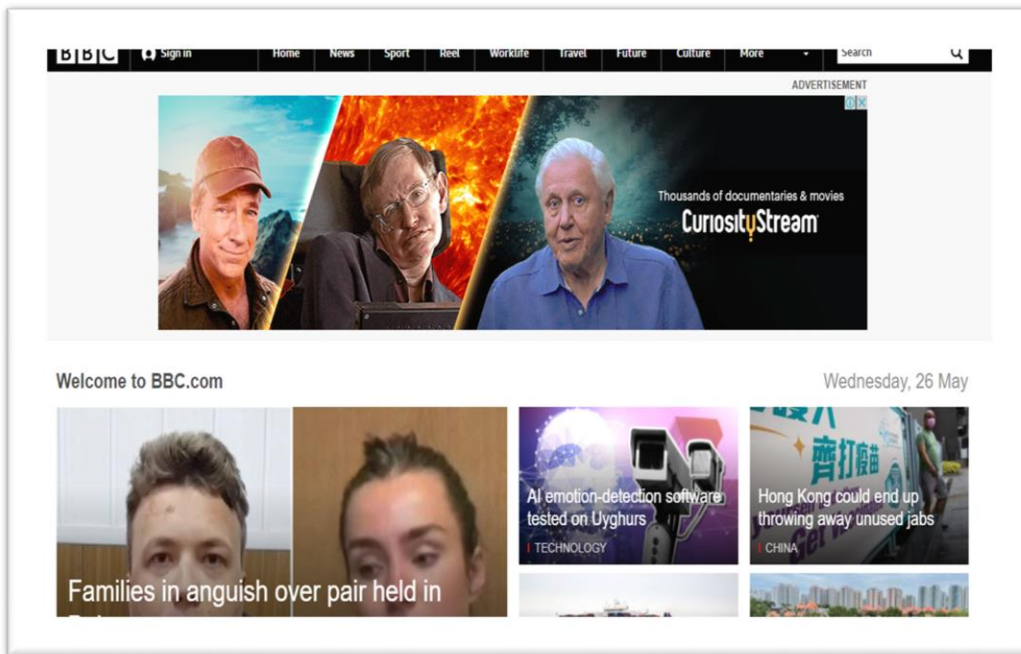 BBC Sign in Home News Sport Reel Worklife Travel Future Culture More Search
ADVERTISEMENT
Thousands of documentaries & movies
CuriosityStream
Welcome to BBC.com
Wednesday, 26 May
Families in anguish over pair held in
AI emotion-detection software
tested on Uyghurs
TECHNOLOGY
齊打疫苗
Hong Kong could end up
throwing away unused jabs
CHINA